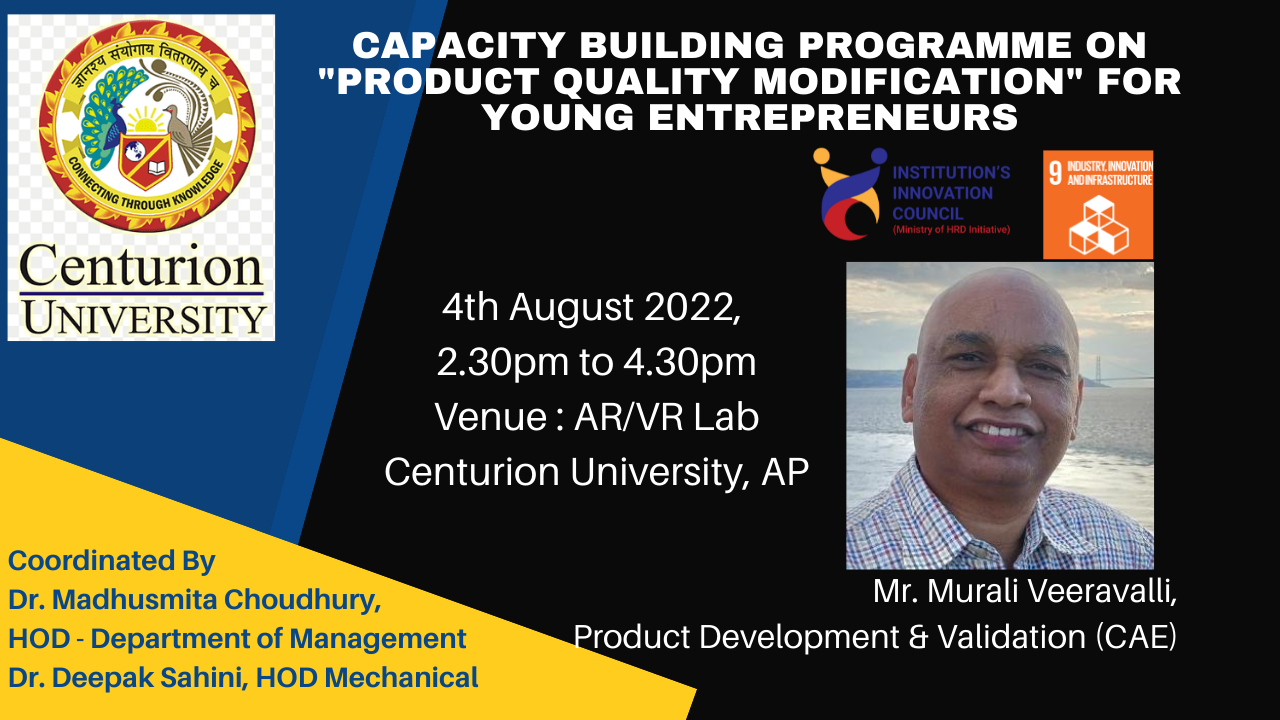 ज्ञानश्य संयोगाय वितरणाय च
CONNECTING THROUGH KNOWLEDGE
Centurion
UNIVERSITY
CAPACITY BUILDING PROGRAMME ON
"PRODUCT QUALITY MODIFICATION" FOR
YOUNG ENTREPRENEURS
INSTITUTION'S
INNOVATION
COUNCIL
(Ministry of HRD Initiative)
9 INDUSTRY, INNOVATION
AND INFRASTRUCTURE
4th August 2022,
2.30pm to 4.30pm
Venue : AR/VR Lab
Centurion University, AP
Mr. Murali Veeravalli,
Product Development & Validation (CAE)
Coordinated By
Dr. Madhusmita Choudhury,
HOD - Department of Management
Dr. Deepak Sahini, HOD Mechanical